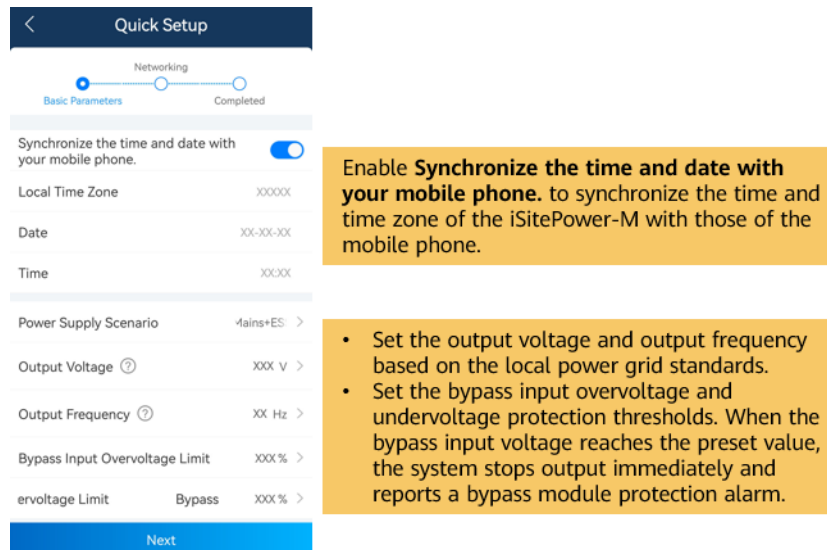 Quick Setup
Networking
Basic Parameters
Completed
Synchronize the time and date with
your mobile phone.
Local Time Zone XXXXX
Date XX-XX-XX
Time XX:XX
Power Supply Scenario Mains+ES
Output Voltage ? XXX V
Output Frequency ? XX Hz
Bypass Input Overvoltage Limit XXX %
ervoltage Limit Bypass XXX %
Next
Enable Synchronize the time and date with
your mobile phone. to synchronize the time and
time zone of the iSitePower-M with those of the
mobile phone.
• Set the output voltage and output frequency
based on the local power grid standards.
• Set the bypass input overvoltage and
undervoltage protection thresholds. When the
bypass input voltage reaches the preset value,
the system stops output immediately and
reports a bypass module protection alarm.